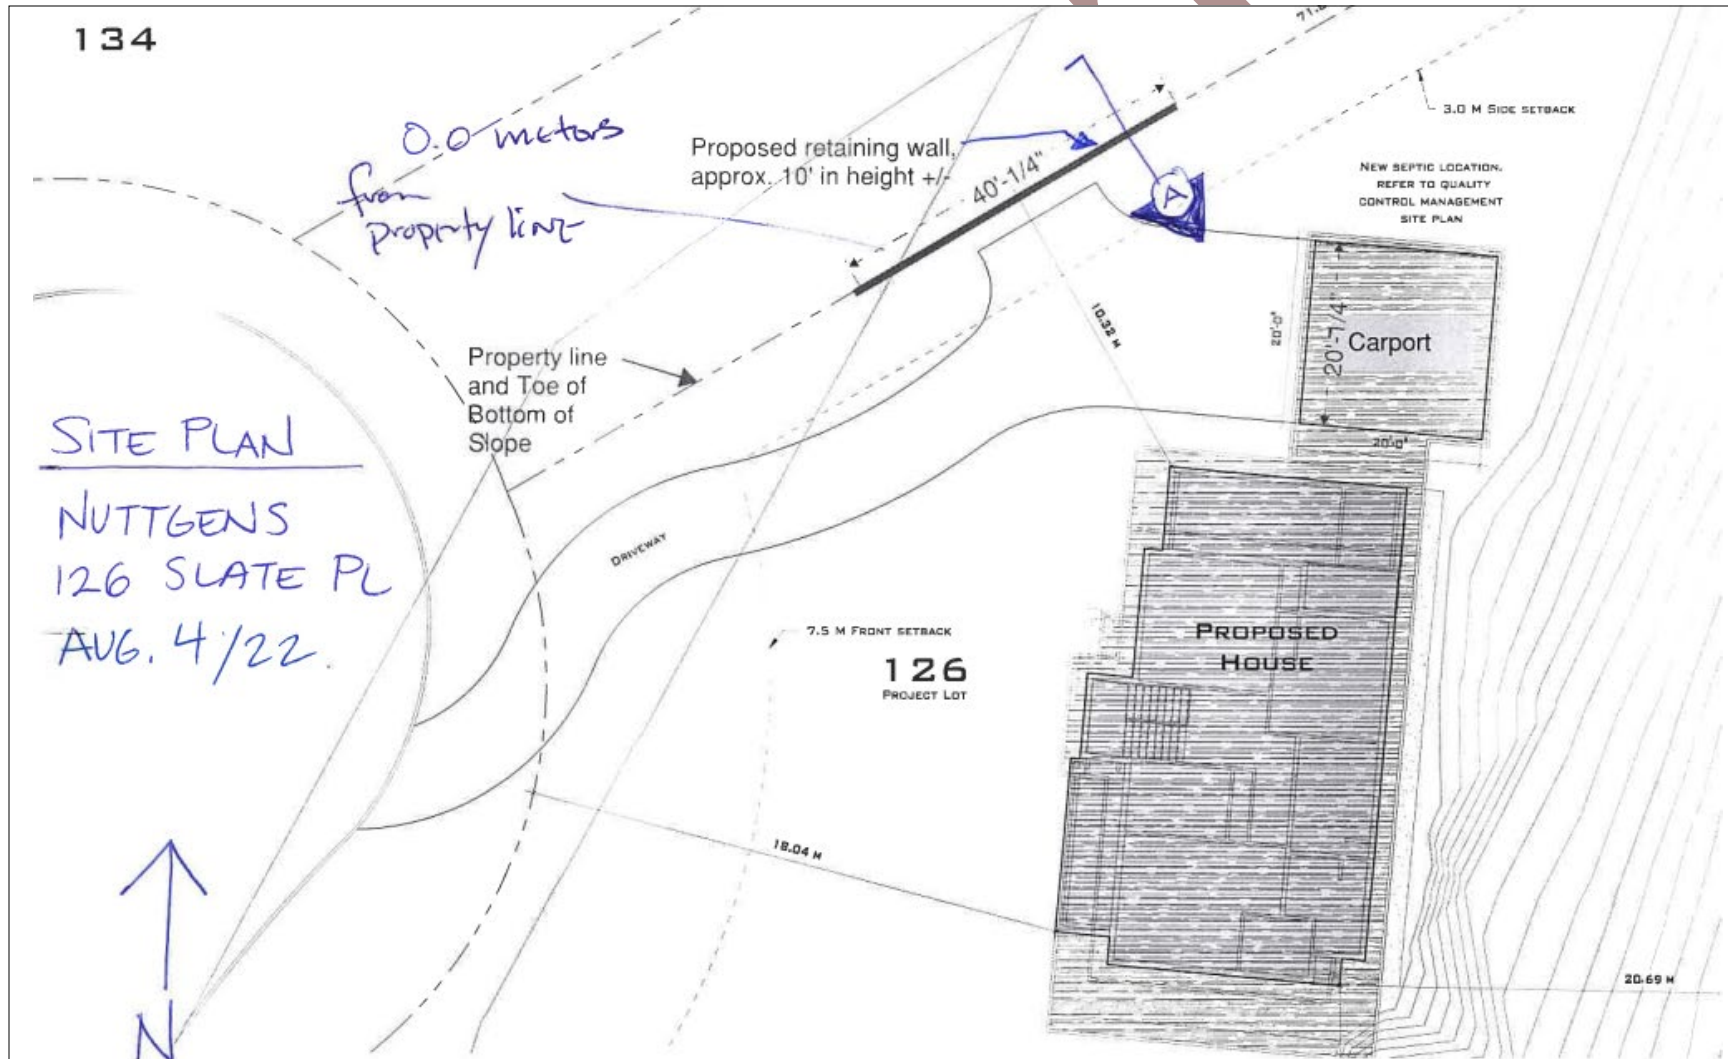 134
71.
3.0 M SIDE SETBACK
0.0 meters
from
property line
Proposed retaining wall,
approx. 10' in height +/-
40'-1/4"
A
NEW SEPTIC LOCATION.
REFER TO QUALITY
CONTROL MANAGEMENT
SITE PLAN
10.32 M
20'-0"
20'-1/4"
Carport
20'-0"
Property line
and Toe of
Bottom of
Slope
SITE PLAN
NUTTGENS
126 SLATE PL
AUG. 4/22.
DRIVEWAY
7.5 M FRONT SETBACK
126
PROJECT LOT
PROPOSED
HOUSE
18.04 M
20.69 M
N